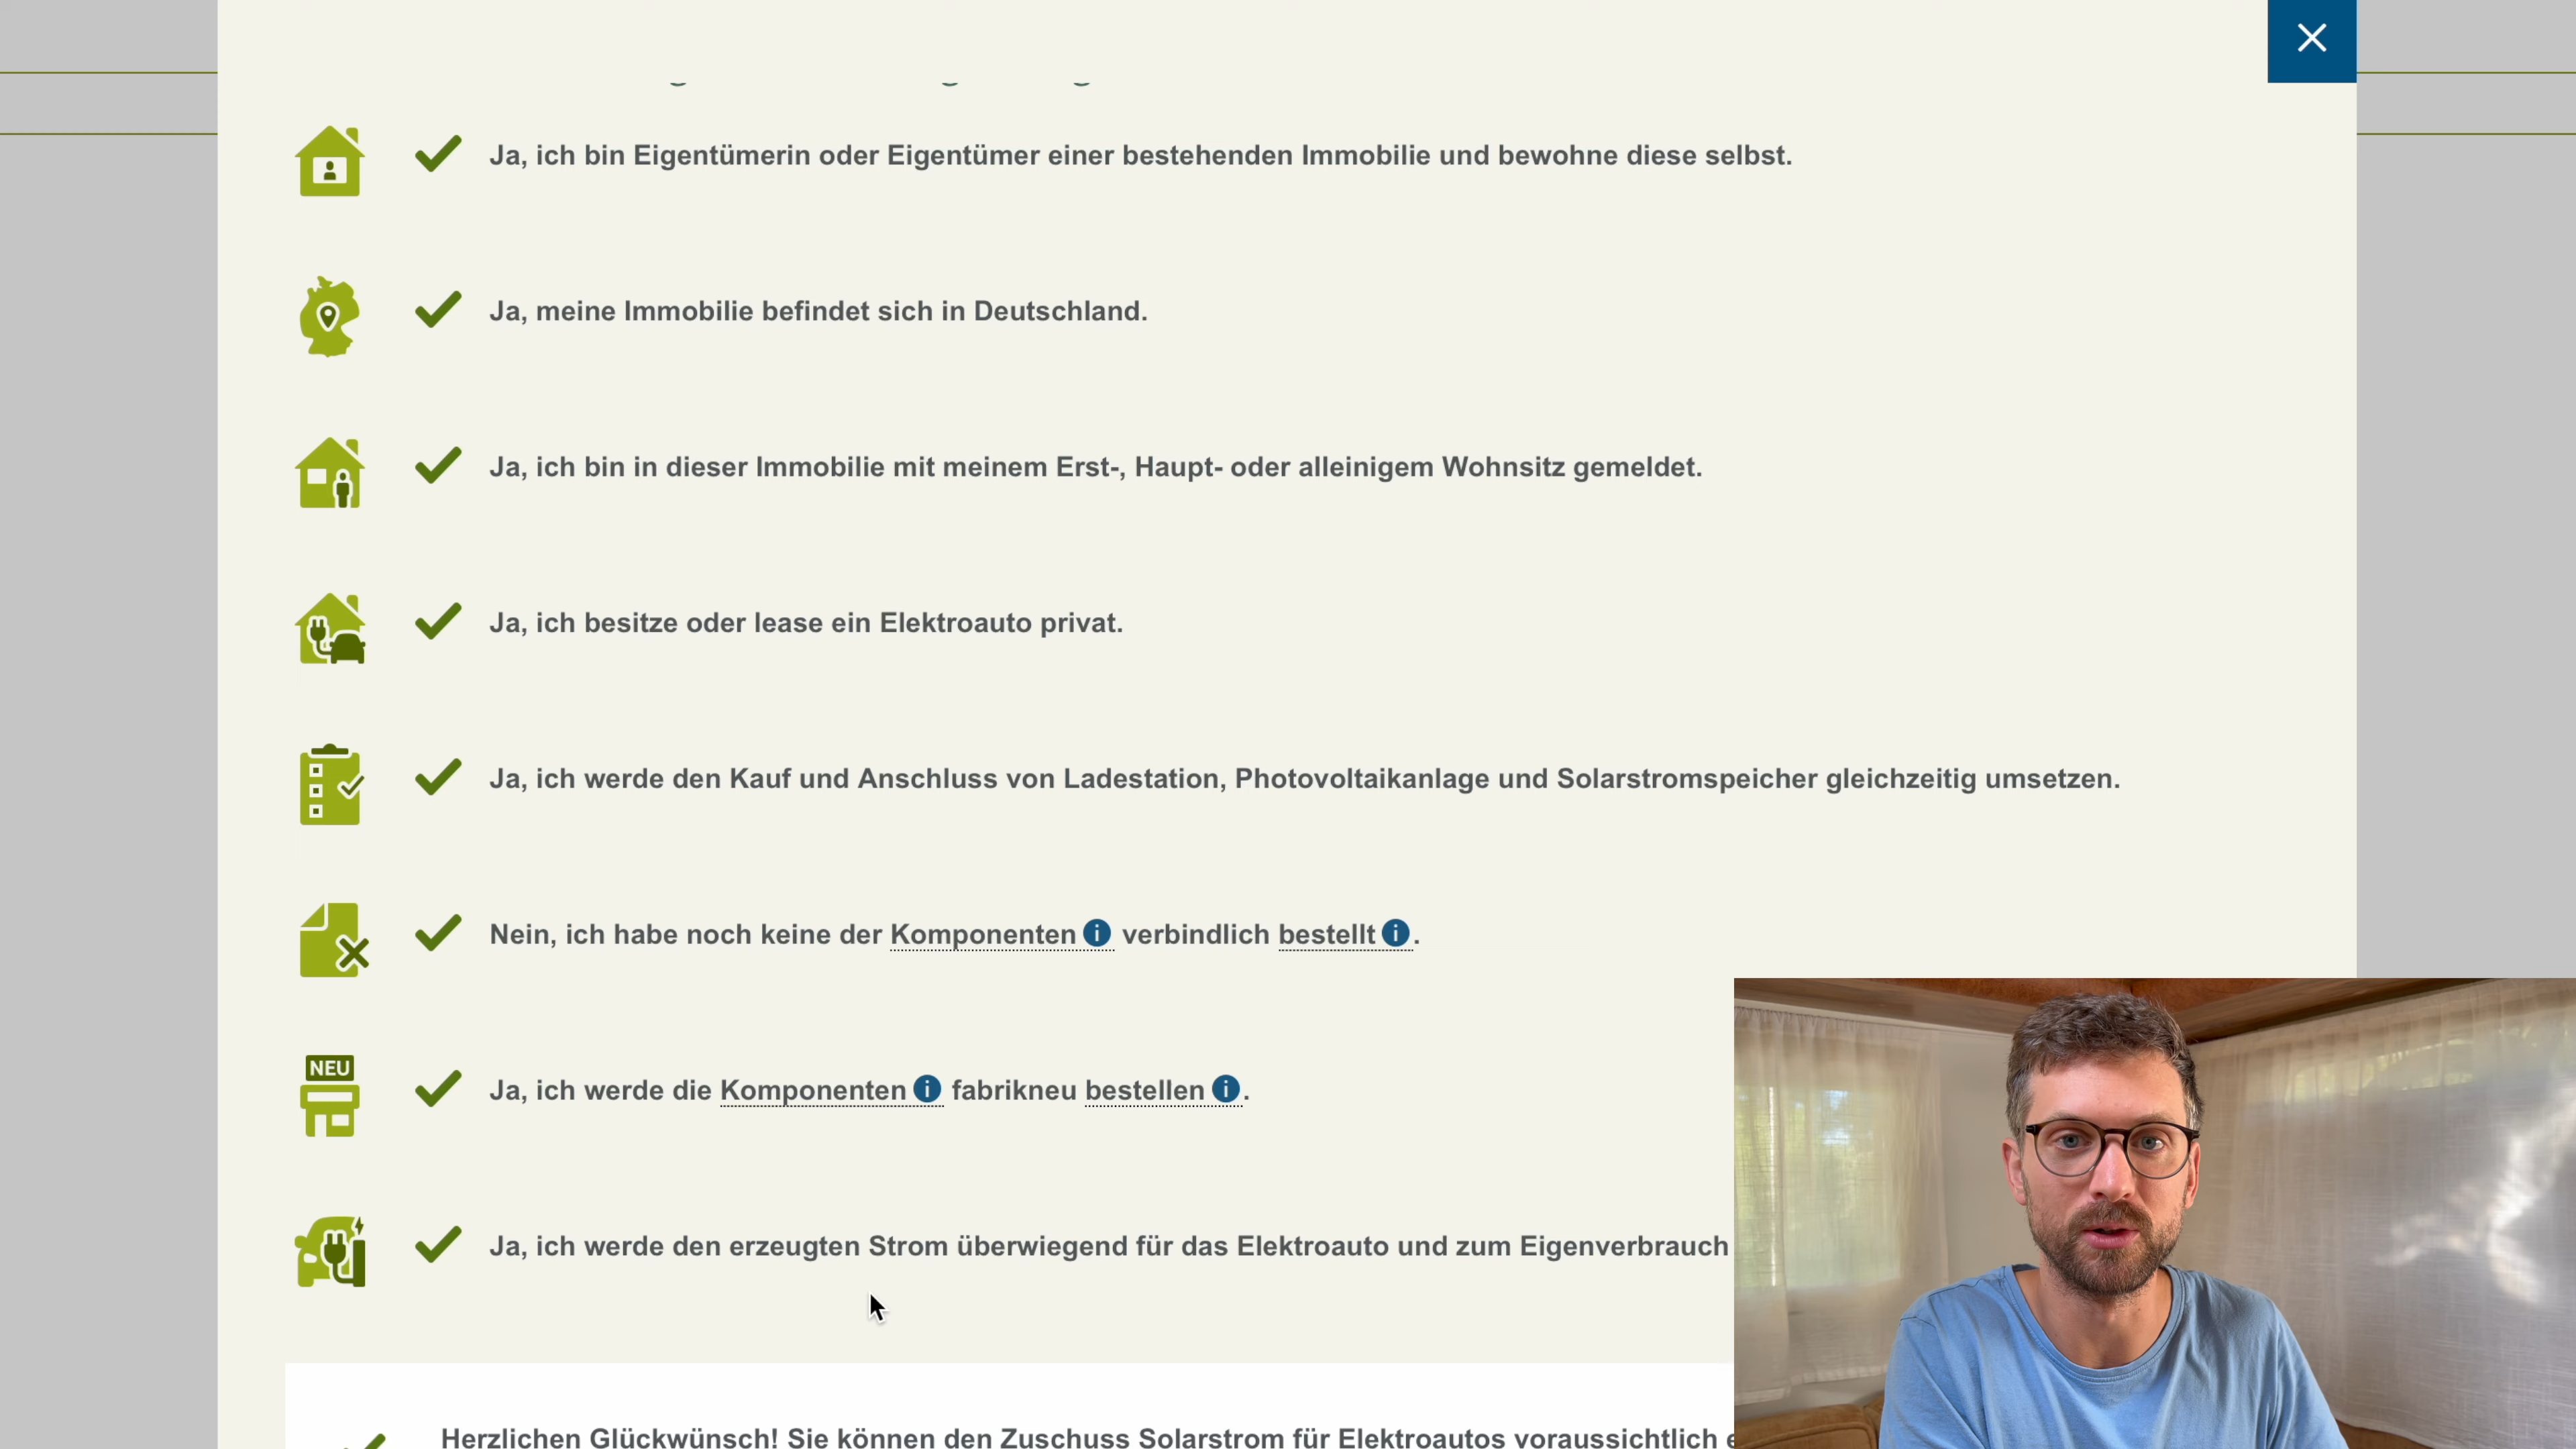 Ja, ich bin Eigentümerin oder Eigentümer einer bestehenden Immobilie und bewohne diese selbst.
Ja, meine Immobilie befindet sich in Deutschland.
Ja, ich bin in dieser Immobilie mit meinem Erst-, Haupt- oder alleinigem Wohnsitz gemeldet.
Ja, ich besitze oder lease ein Elektroauto privat.
Ja, ich werde den Kauf und Anschluss von Ladestation, Photovoltaikanlage und Solarstromspeicher gleichzeitig umsetzen.
Nein, ich habe noch keine der Komponenten i verbindlich bestellt i.
NEU
Ja, ich werde die Komponenten i fabrikneu bestellen i.
Ja, ich werde den erzeugten Strom überwiegend für das Elektroauto und zum Eigenverbrauch
Herzlichen Glückwünsch! Sie können den Zuschuss Solarstrom für Elektroautos voraussichtlich